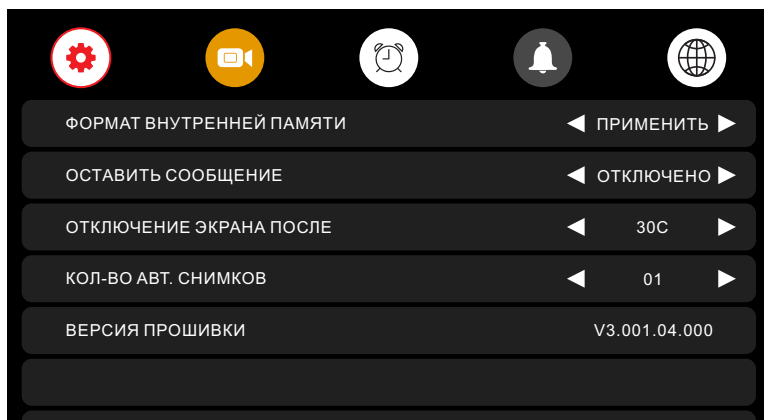 ФОРМАТ ВНУТРЕННЕЙ ПАМЯТИ ПРИМЕНИТЬ
ОСТАВИТЬ СООБЩЕНИЕ ОТКЛЮЧЕНО
ОТКЛЮЧЕНИЕ ЭКРАНА ПОСЛЕ 30С
КОЛ-ВО АВТ. СНИМКОВ 01
ВЕРСИЯ ПРОШИВКИ V3.001.04.000